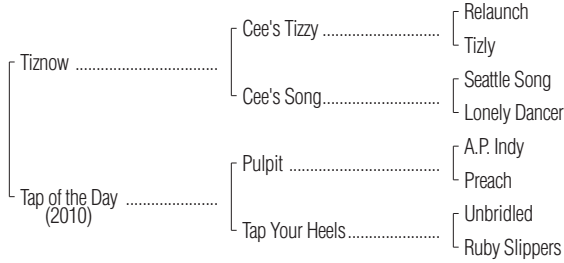 Relaunch
Cee's Tizzy ........................
Tizly
Tiznow .............................
Seattle Song
Cee's Song........................
Lonely Dancer
A.P. Indy
Pulpit ...............................
Preach
Tap of the Day ..................
(2010)
Unbridled
Tap Your Heels..................
Ruby Slippers